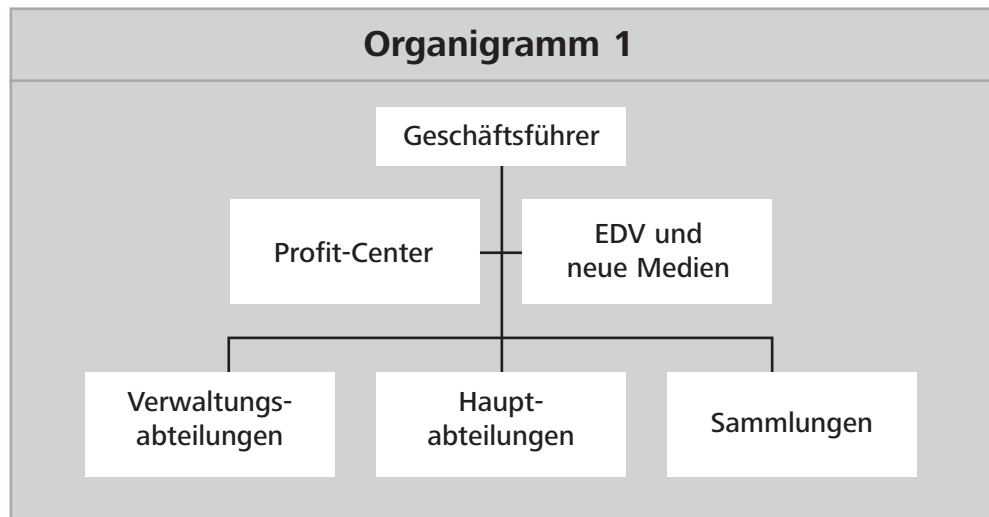 Organigramm 1
Geschäftsführer
Profit-Center
EDV und
neue Medien
Verwaltungs-
abteilungen
Haupt-
abteilungen
Sammlungen